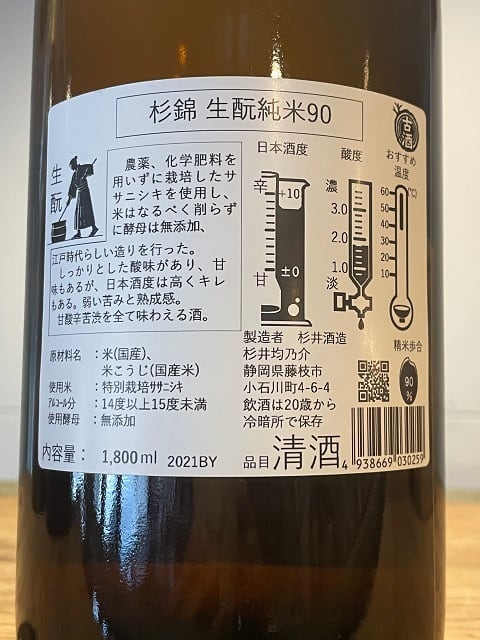 杉錦 生酛純米90
古酒
生酛
農薬、化学肥料を
用いずに栽培したサ
サニシキを使用し、
米はなるべく削らず
に酵母は無添加、
江戸時代らしい造りを行った。
しっかりとした酸味があり、甘
味もあるが、日本酒度は高くキレ
もある。弱い苦みと熟成感。
甘酸辛苦渋を全て味わえる酒。
原材料名:米(国産)、
米こうじ(国産米)
使用米:特別栽培ササニシキ
アルコール分:14度以上15度未満
使用酵母:無添加
内容量: 1,800ml 2021BY
日本酒度
辛
+10
甘
±0
酸度
濃
3.0
2.0
1.0
淡
おすすめ
温度
(℃)
60
50
40
30
20
10
製造者 杉井酒造
杉井均乃介
静岡県藤枝市
小石川町4-6-4
飲酒は20歳から
冷暗所で保存
品目 清酒
精米歩合
90
%
4 938669 030259